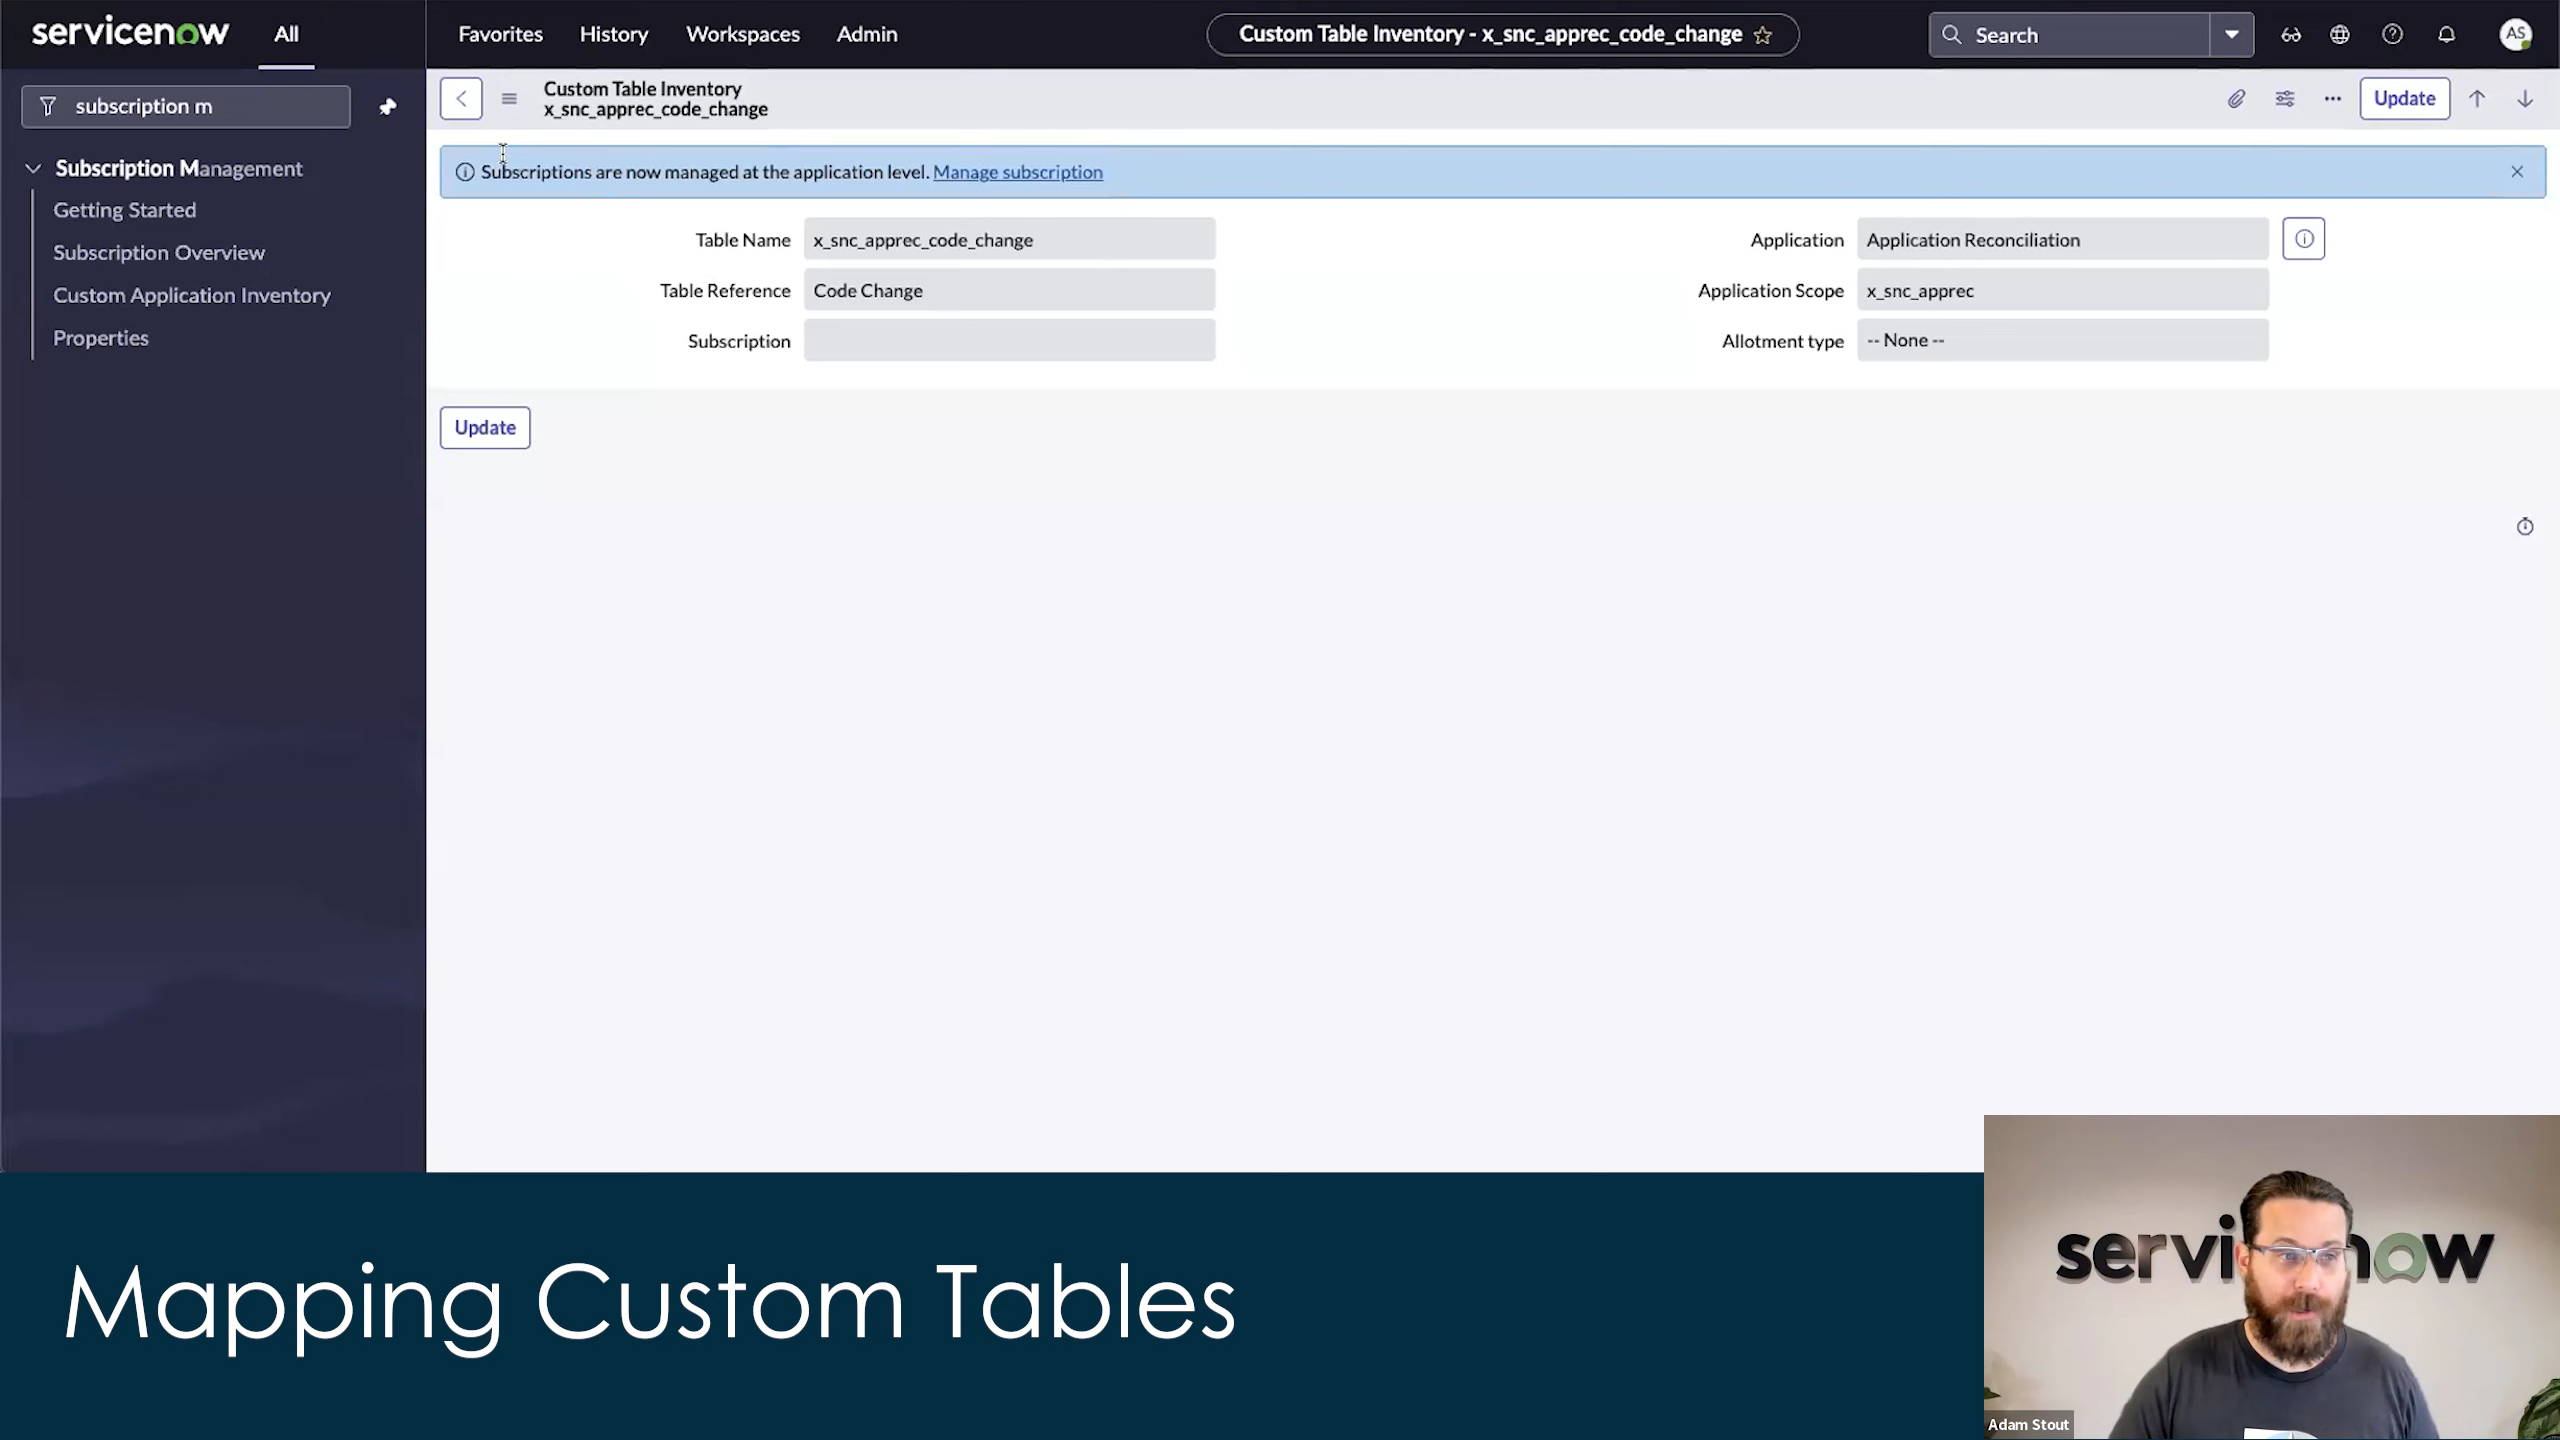 servicenow
All
Favorites
History
Workspaces
Admin
Custom Table Inventory - x_snc_apprec_code_change
Search
AS
subscription m
Custom Table Inventory
x_snc_apprec_code_change
Update
Subscription Management
Getting Started
Subscription Overview
Custom Application Inventory
Properties
Subscriptions are now managed at the application level. Manage subscription
Table Name
x_snc_apprec_code_change
Application
Application Reconciliation
Table Reference
Code Change
Application Scope
x_snc_apprec
Subscription
Allotment type
-- None --
Update
Mapping Custom Tables
servi now
Adam Stout